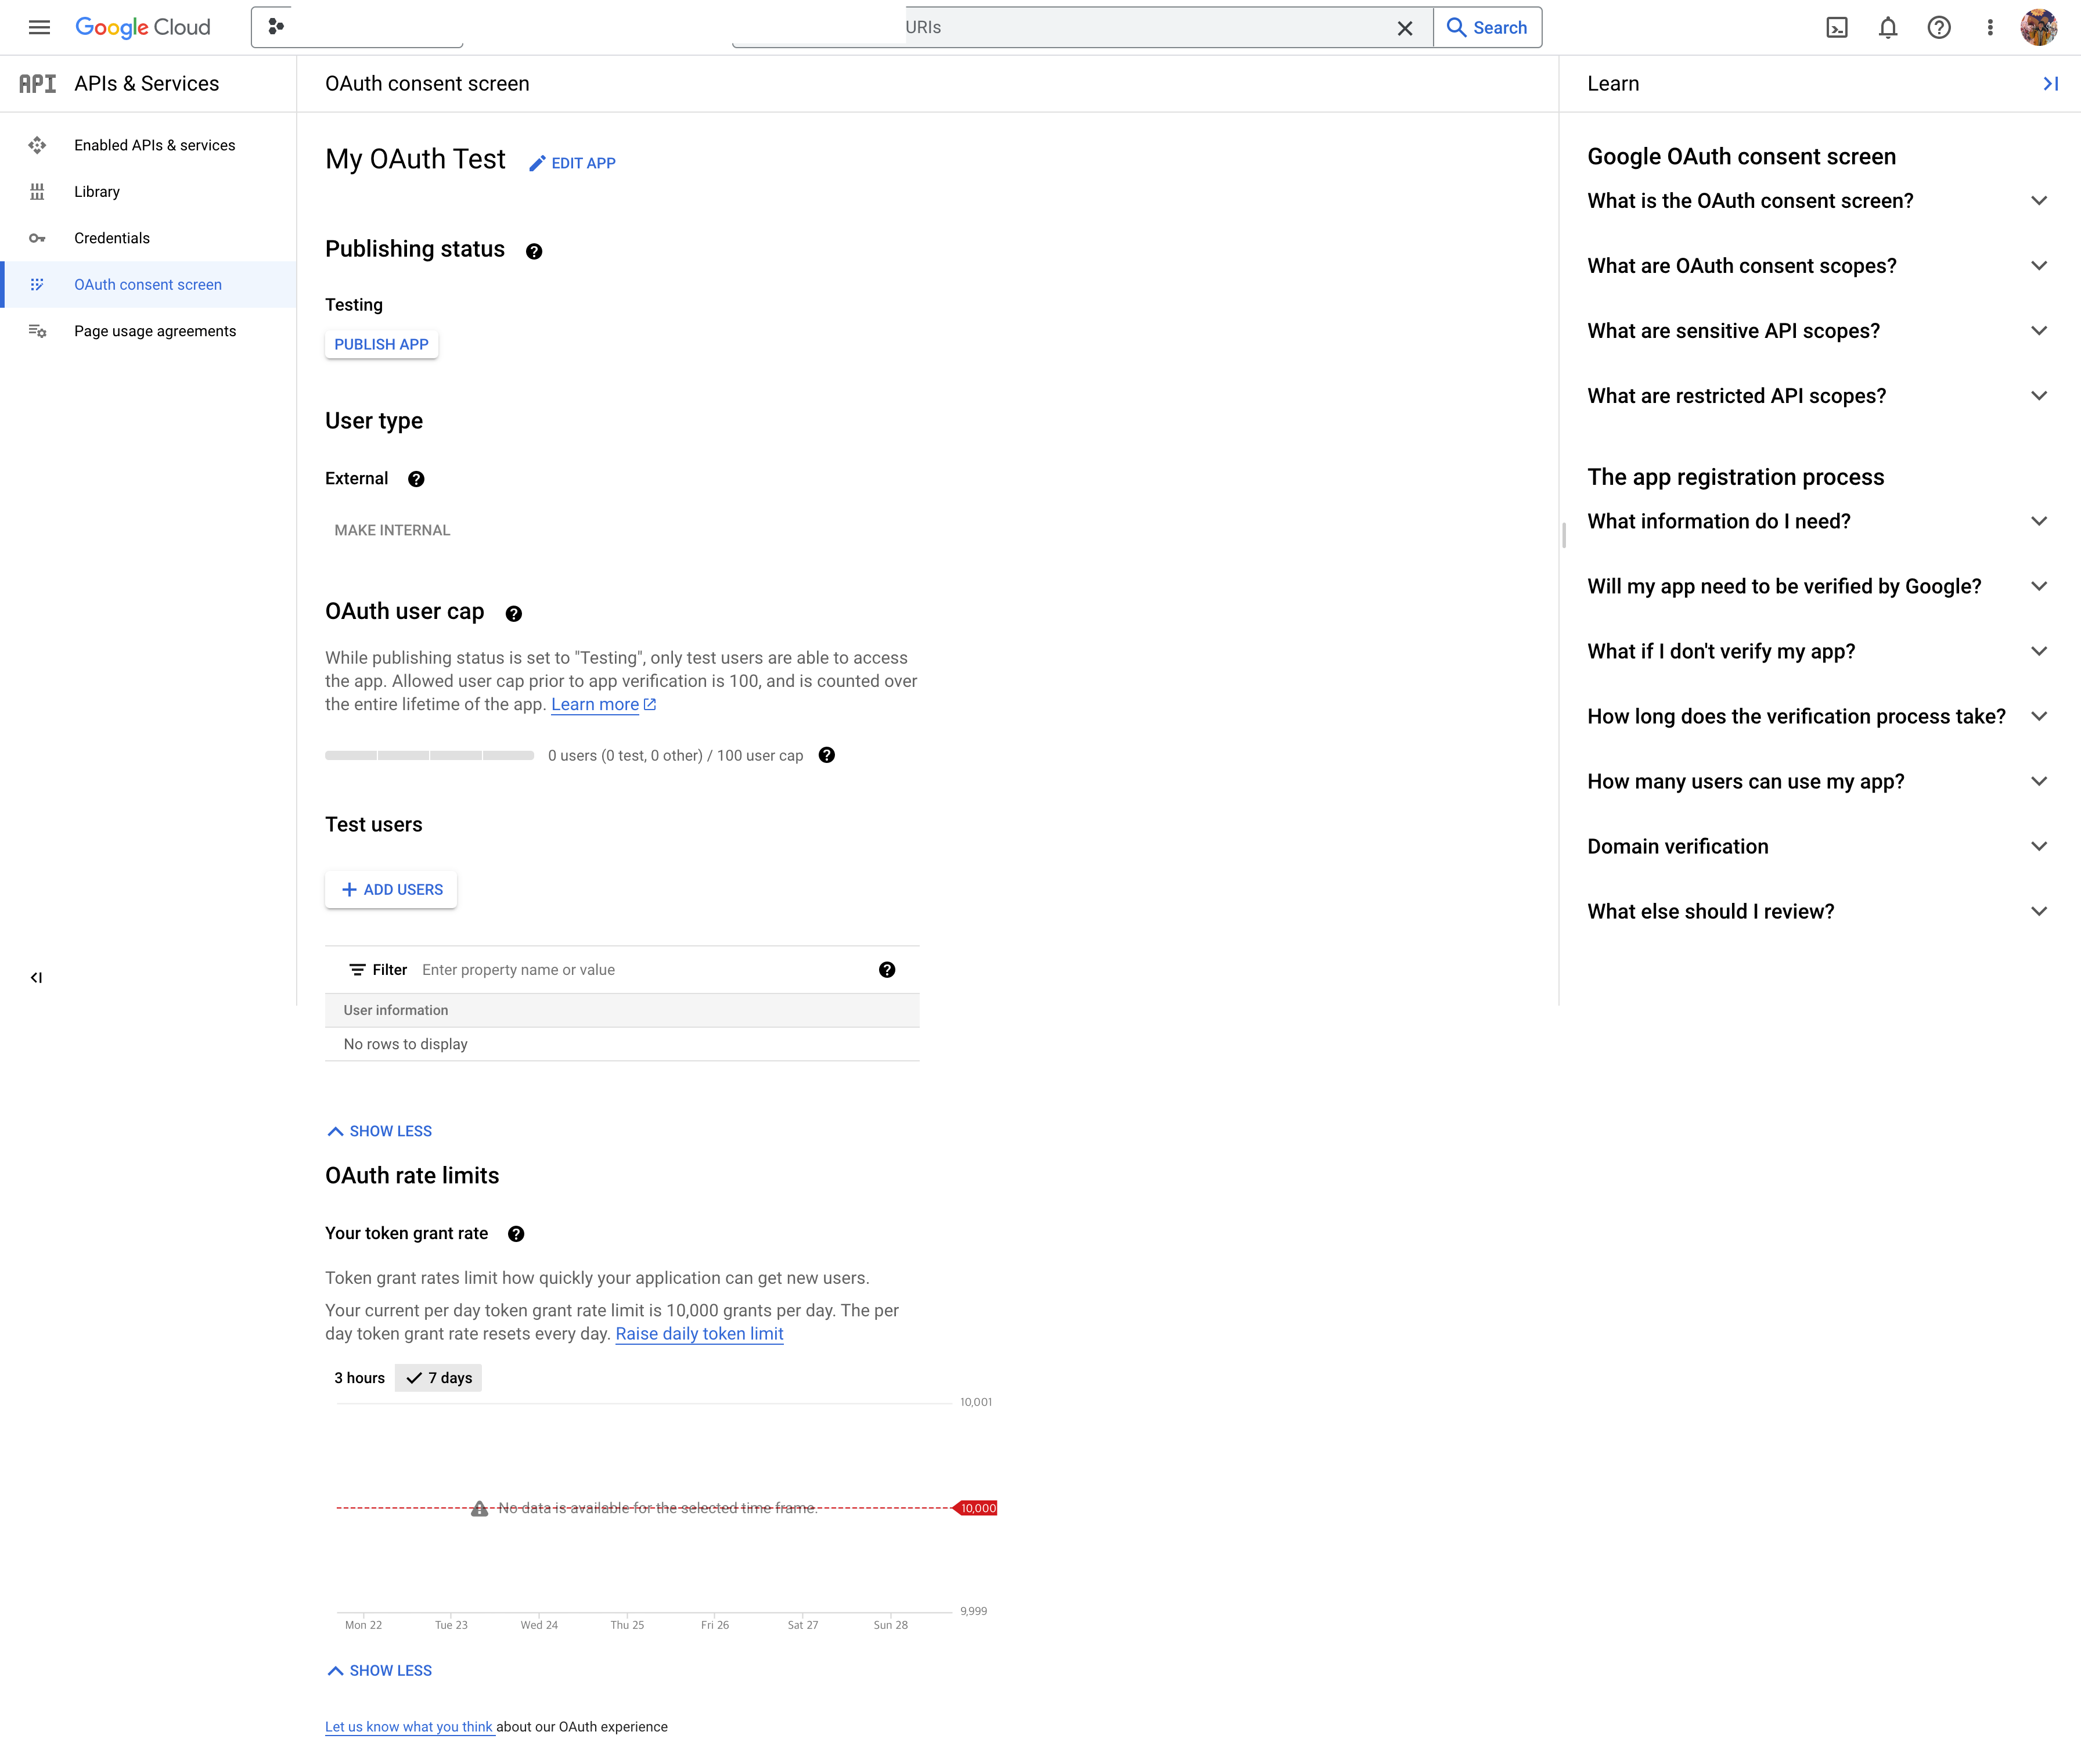 Google Cloud
URIs
Search
API
APIs & Services
Enabled APIs & services
Library
Credentials
OAuth consent screen
Page usage agreements
OAuth consent screen
My OAuth Test
EDIT APP
Publishing status
Testing
PUBLISH APP
User type
External
MAKE INTERNAL
OAuth user cap
While publishing status is set to "Testing", only test users are able to access
the app. Allowed user cap prior to app verification is 100, and is counted over
the entire lifetime of the app. Learn more
0 users (0 test, 0 other) / 100 user cap
Test users
ADD USERS
Filter Enter property name or value
User information
No rows to display
SHOW LESS
OAuth rate limits
Your token grant rate
Token grant rates limit how quickly your application can get new users.
Your current per day token grant rate limit is 10,000 grants per day. The per
day token grant rate resets every day. Raise daily token limit
3 hours 7 days
10,001
No data is available for the selected time frame.
10,000
9,999
Mon 22 Tue 23 Wed 24 Thu 25 Fri 26 Sat 27 Sun 28
SHOW LESS
Let us know what you think about our OAuth experience
Learn
Google OAuth consent screen
What is the OAuth consent screen?
What are OAuth consent scopes?
What are sensitive API scopes?
What are restricted API scopes?
The app registration process
What information do I need?
Will my app need to be verified by Google?
What if I don't verify my app?
How long does the verification process take?
How many users can use my app?
Domain verification
What else should I review?